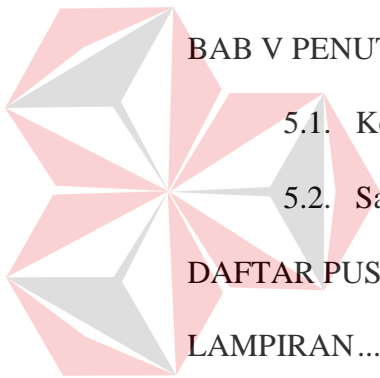 BAB V PENUT
5.1. K
5.2. Sa
DAFTAR PUS
LAMPIRAN...